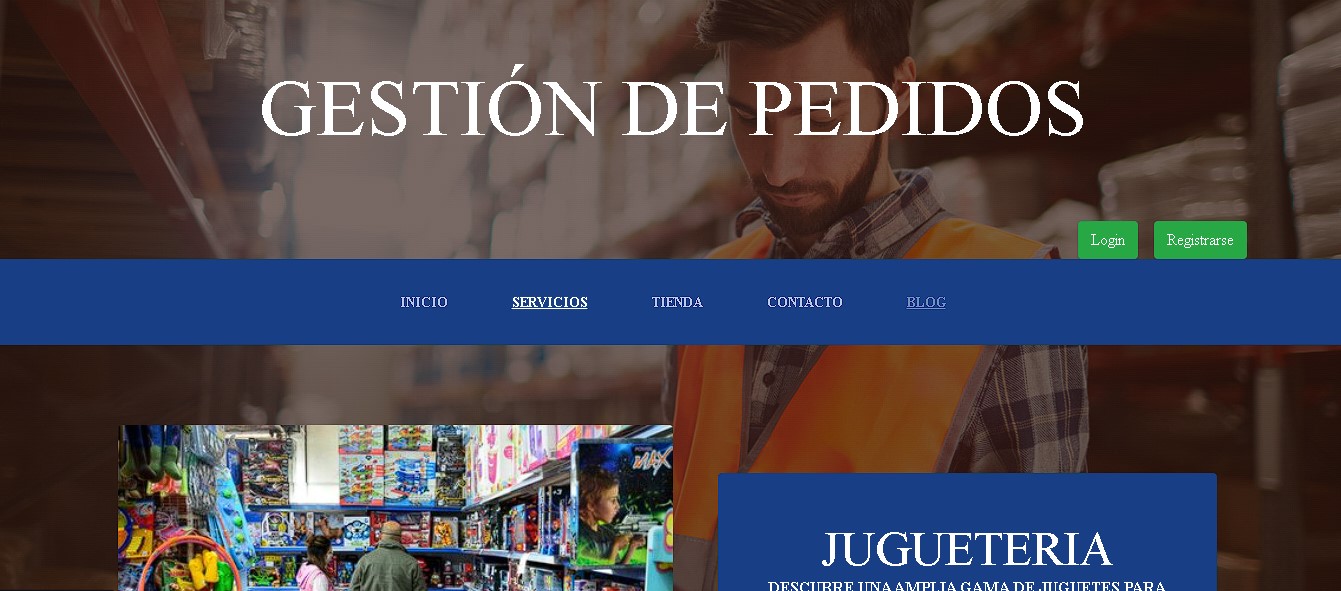 GESTIÓN DE PEDIDOS
Login Registrarse
INICIO SERVICIOS TIENDA CONTACTO BLOG
MAX
JUGUETERIA
DESCUBRE UNA AMPLIA GAMA DE JUGUETES PARA